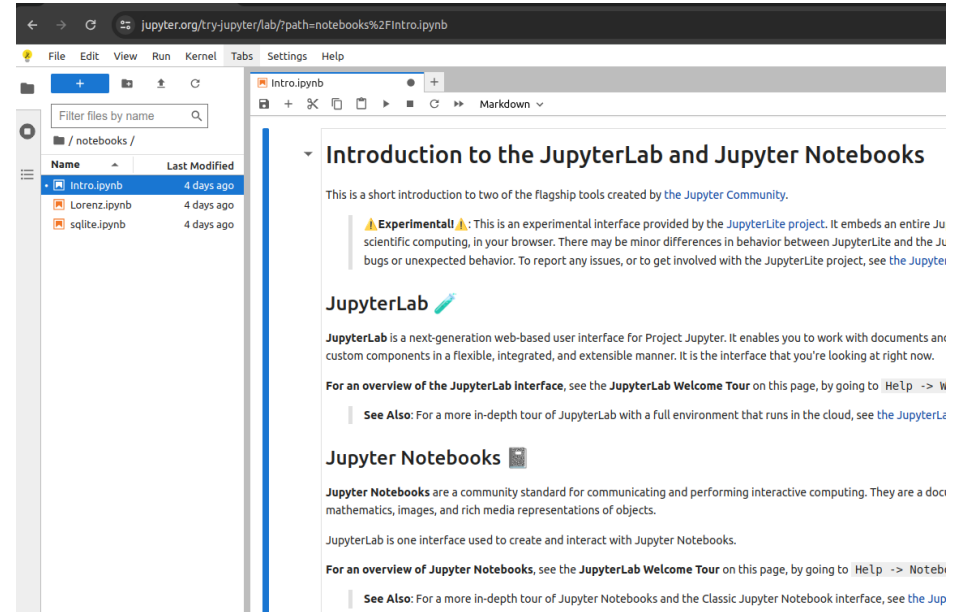 jupyter.org/try-jupyter/lab/?path=notebooks%2FIntro.ipynb
File Edit View Run Kernel Tabs Settings Help
Filter files by name
/ notebooks /
Name Last Modified
Intro.ipynb 4 days ago
Lorenz.ipynb 4 days ago
sqlite.ipynb 4 days ago
Intro.ipynb
Markdown
Introduction to the JupyterLab and Jupyter Notebooks
This is a short introduction to two of the flagship tools created by the Jupyter Community.
⚠️Experimental!⚠️: This is an experimental interface provided by the JupyterLite project. It embeds an entire Ju
scientific computing, in your browser. There may be minor differences in behavior between JupyterLite and the Ju
bugs or unexpected behavior. To report any issues, or to get involved with the JupyterLite project, see the Jupyte
JupyterLab 🧪
JupyterLab is a next-generation web-based user interface for Project Jupyter. It enables you to work with documents and
custom components in a flexible, integrated, and extensible manner. It is the interface that you're looking at right now.
For an overview of the JupyterLab interface, see the JupyterLab Welcome Tour on this page, by going to Help -> W
See Also: For a more in-depth tour of JupyterLab with a full environment that runs in the cloud, see the JupyterLa
Jupyter Notebooks 📓
Jupyter Notebooks are a community standard for communicating and performing interactive computing. They are a docu
mathematics, images, and rich media representations of objects.
JupyterLab is one interface used to create and interact with Jupyter Notebooks.
For an overview of Jupyter Notebooks, see the JupyterLab Welcome Tour on this page, by going to Help -> Notebo
See Also: For a more in-depth tour of Jupyter Notebooks and the Classic Jupyter Notebook interface, see the Jup